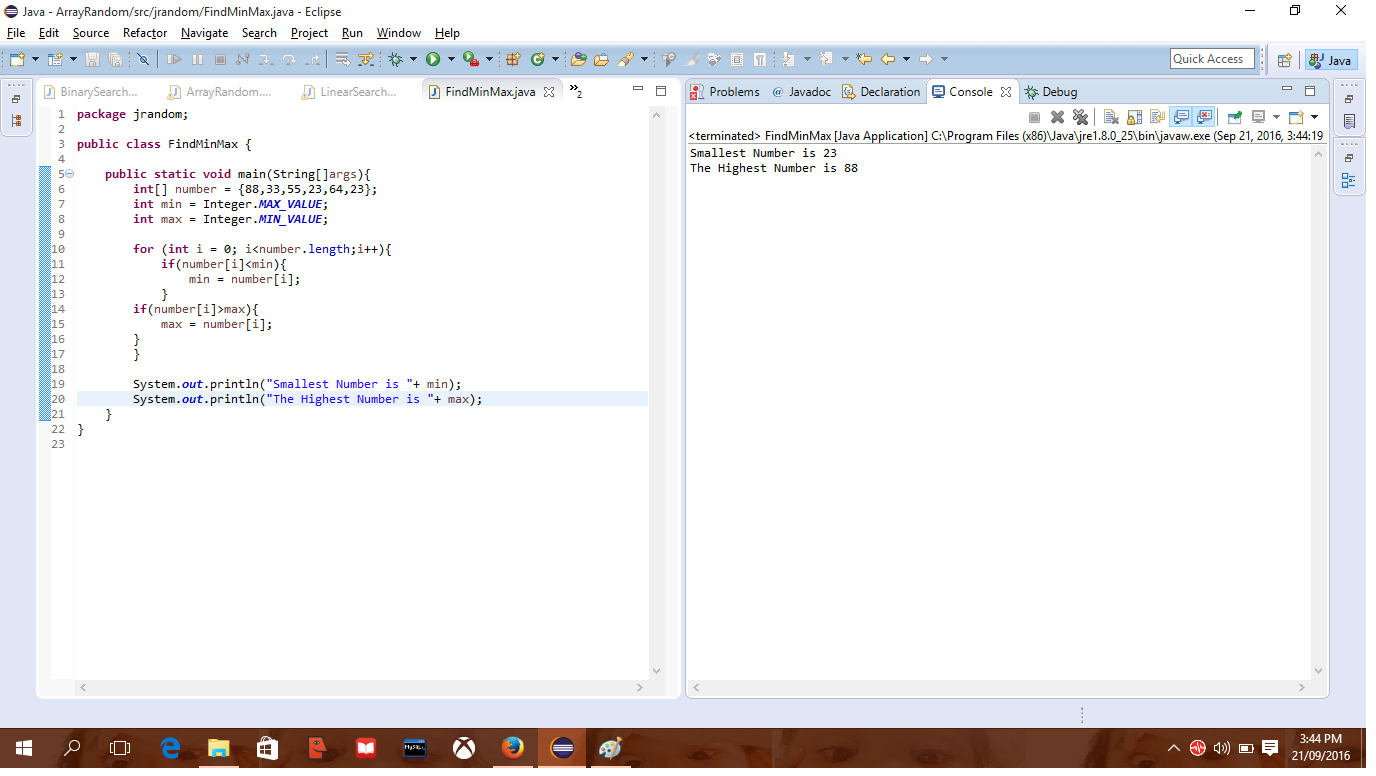 Java - ArrayRandom/src/jrandom/FindMinMax.java - Eclipse
File Edit Source Refactor Navigate Search Project Run Window Help
Quick Access Java
BinarySearch... ArrayRandom.... LinearSearch... FindMinMax.java »2
1 package jrandom;
2
3 public class FindMinMax {
4
5 public static void main(String[]args){
6 int[] number = {88,33,55,23,64,23};
7 int min = Integer.MAX_VALUE;
8 int max = Integer.MIN_VALUE;
9
10 for (int i = 0; i<number.length;i++){
11 if(number[i]<min){
12 min = number[i];
13 }
14 if(number[i]>max){
15 max = number[i];
16 }
17 }
18
19 System.out.println("Smallest Number is "+ min);
20 System.out.println("The Highest Number is "+ max);
21 }
22 }
23
Problems @ Javadoc Declaration Console Debug
<terminated> FindMinMax [Java Application] C:\Program Files (x86)\Java\jre1.8.0_25\bin\javaw.exe (Sep 21, 2016, 3:44:19
Smallest Number is 23
The Highest Number is 88
MySQL
3:44 PM
21/09/2016